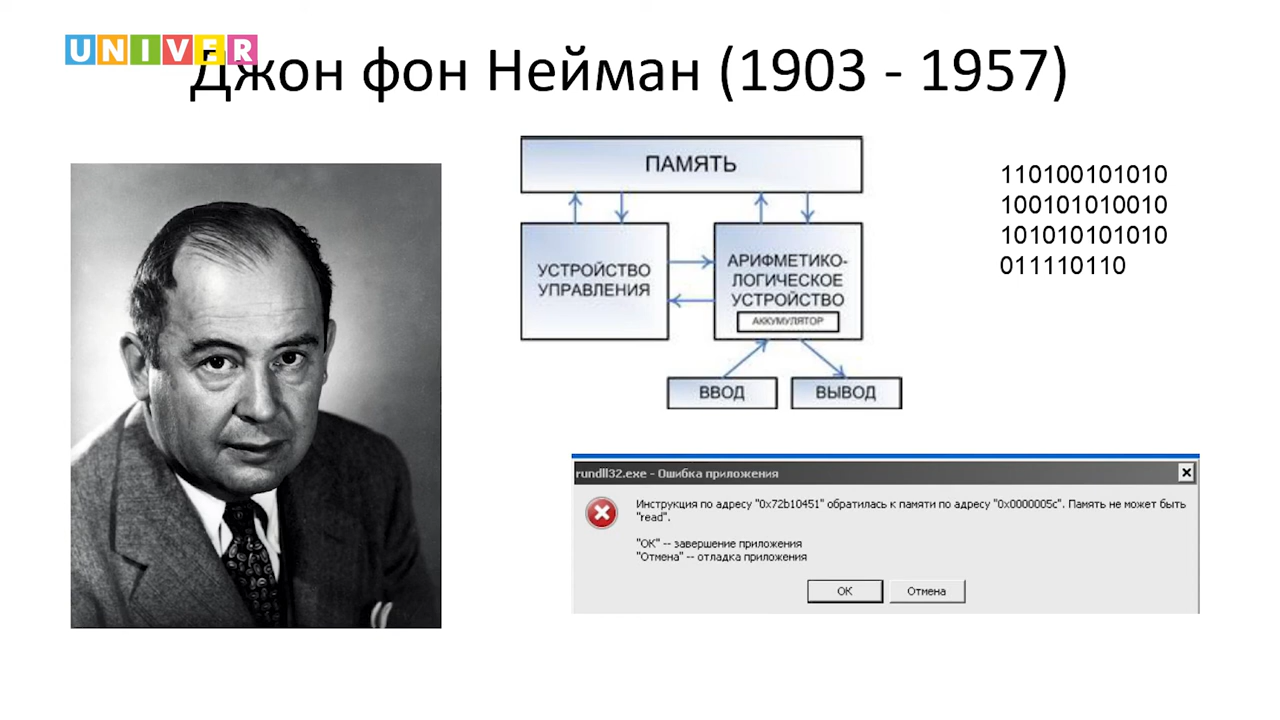 UNIVER
Джон фон Нейман (1903 - 1957)
ПАМЯТЬ
УСТРОЙСТВО
УПРАВЛЕНИЯ
АРИФМЕТИКО-
ЛОГИЧЕСКОЕ
УСТРОЙСТВО
АККУМУЛЯТОР
ВВОД
ВЫВОД
110100101010
100101010010
101010101010
011110110
rundll32.exe - Ошибка приложения
Инструкция по адресу "0x72b10451" обратилась к памяти по адресу "0x0000005c". Память не может быть
"read".
"ОК" -- завершение приложения
"Отмена" -- отладка приложения
ОК
Отмена